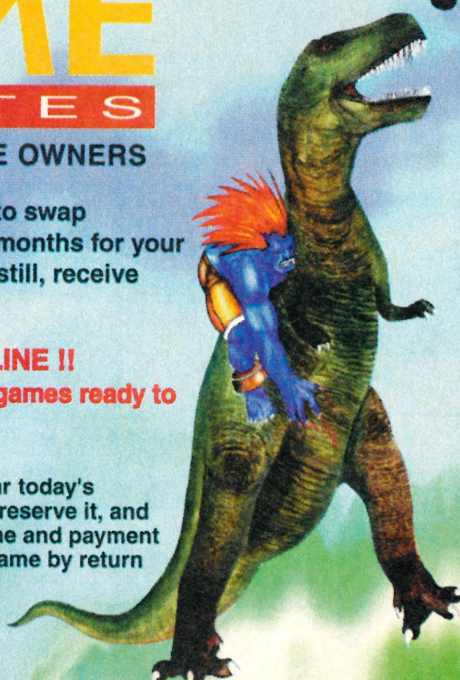 ME
TES
E OWNERS
to swap
months for your
still, receive
LINE !!
games ready to
r today's
reserve it, and
ne and payment
ame by return